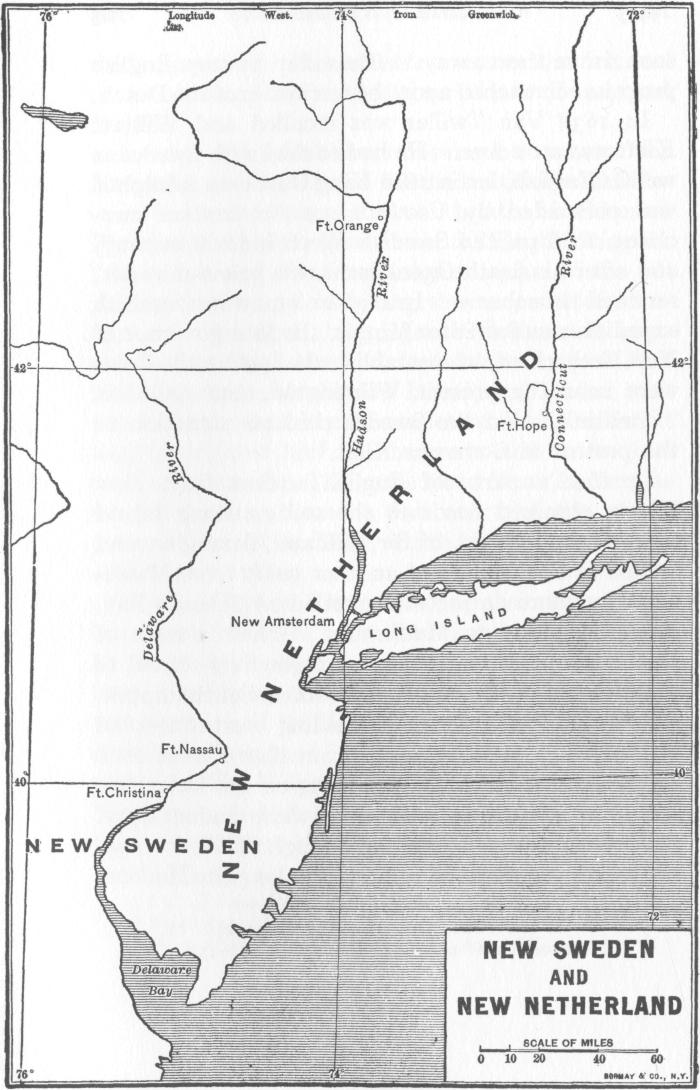 76° Longitude West. 74° from Greenwich. 72°
Ft.Orange
River
River
42° 42°
NEW NETHERLAND
Connecticut
Ft.Hope
Hudson
River
New Amsterdam
LONG ISLAND
Delaware
Ft.Nassau
40° 40
Ft.Christina
NEW SWEDEN
72°
Delaware
Bay
NEW SWEDEN
AND
NEW NETHERLAND
SCALE OF MILES
0 10 20 40 60
76° 74
BORMAY & CO., N.Y.